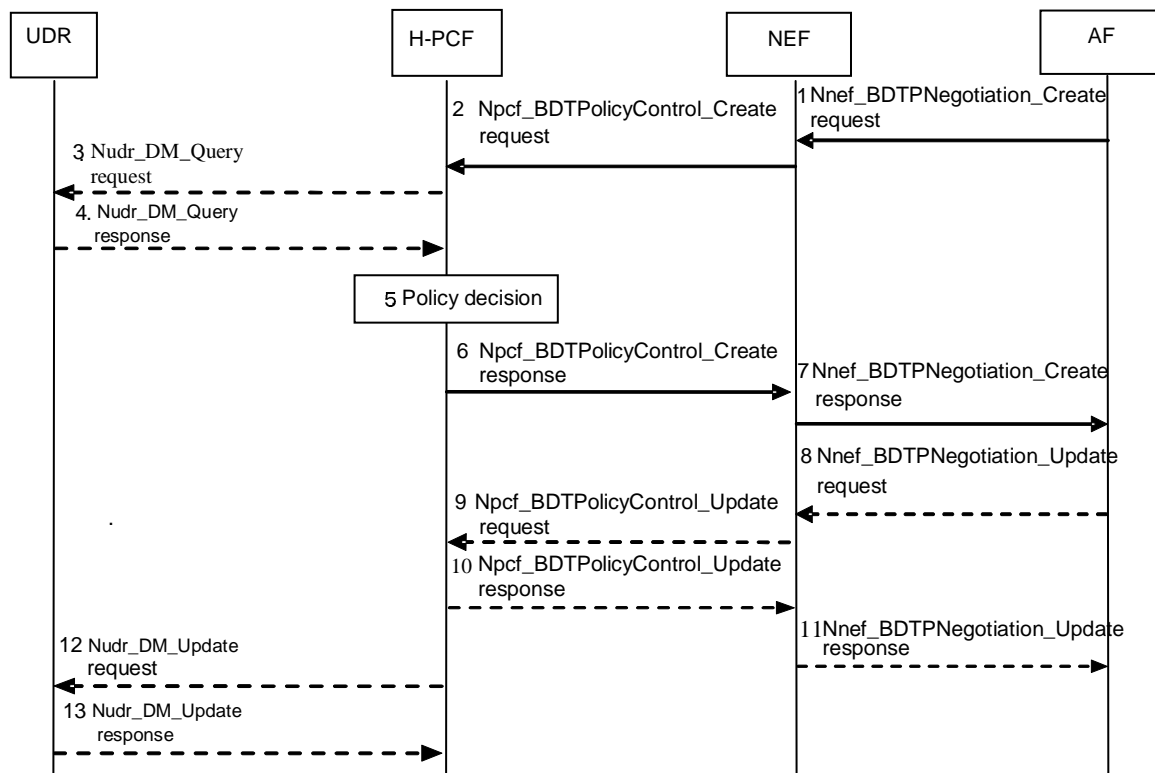 UDR
H-PCF
NEF
AF
1 Nnef_BDTPNegotiation_Create
request
2 Npcf_BDTPolicyControl_Create
request
3. Nudr_DM_Query
request
4. Nudr_DM_Query
response
5 Policy decision
6 Npcf_BDTPolicyControl_Create
response
7 Nnef_BDTPNegotiation_Create
response
8 Nnef_BDTPNegotiation_Update
request
9 Npcf_BDTPolicyControl_Update
request
10 Npcf_BDTPolicyControl_Update
response
11 Nnef_BDTPNegotiation_Update
response
12 Nudr_DM_Update
request
13 Nudr_DM_Update
response